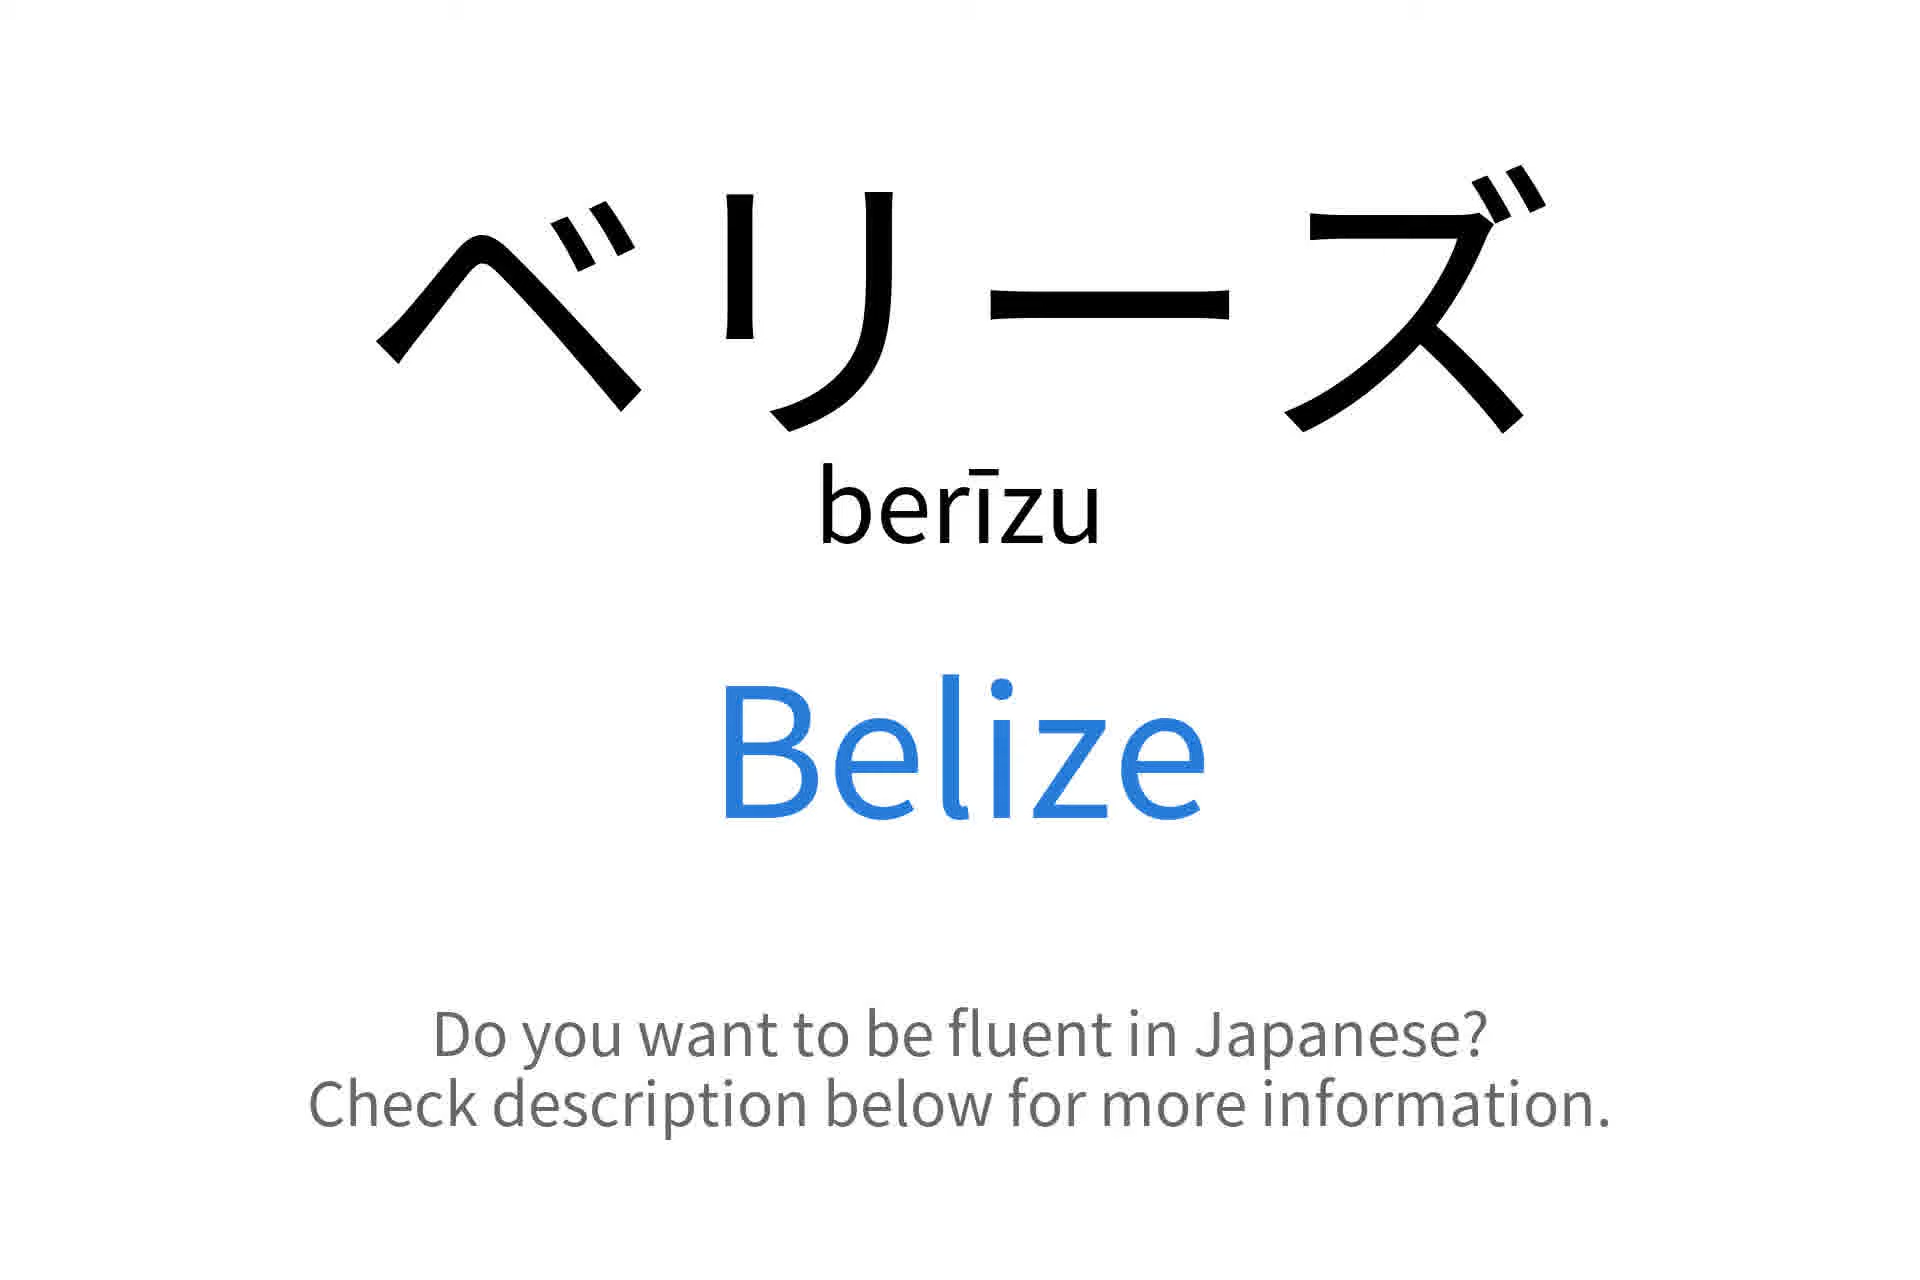 ベリーズ
berīzu
Belize
Do you want to be fluent in Japanese?
Check description below for more information.